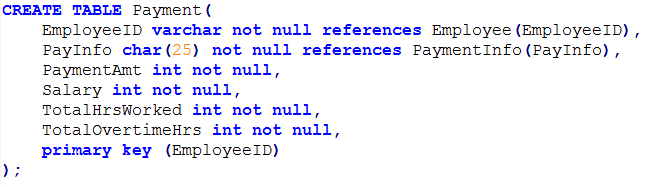 CREATE TABLE Payment(
EmployeeID varchar not null references Employee(EmployeeID),
PayInfo char(25) not null references PaymentInfo(PayInfo),
PaymentAmt int not null,
Salary int not null,
TotalHrsWorked int not null,
TotalOvertimeHrs int not null,
primary key (EmployeeID)
);